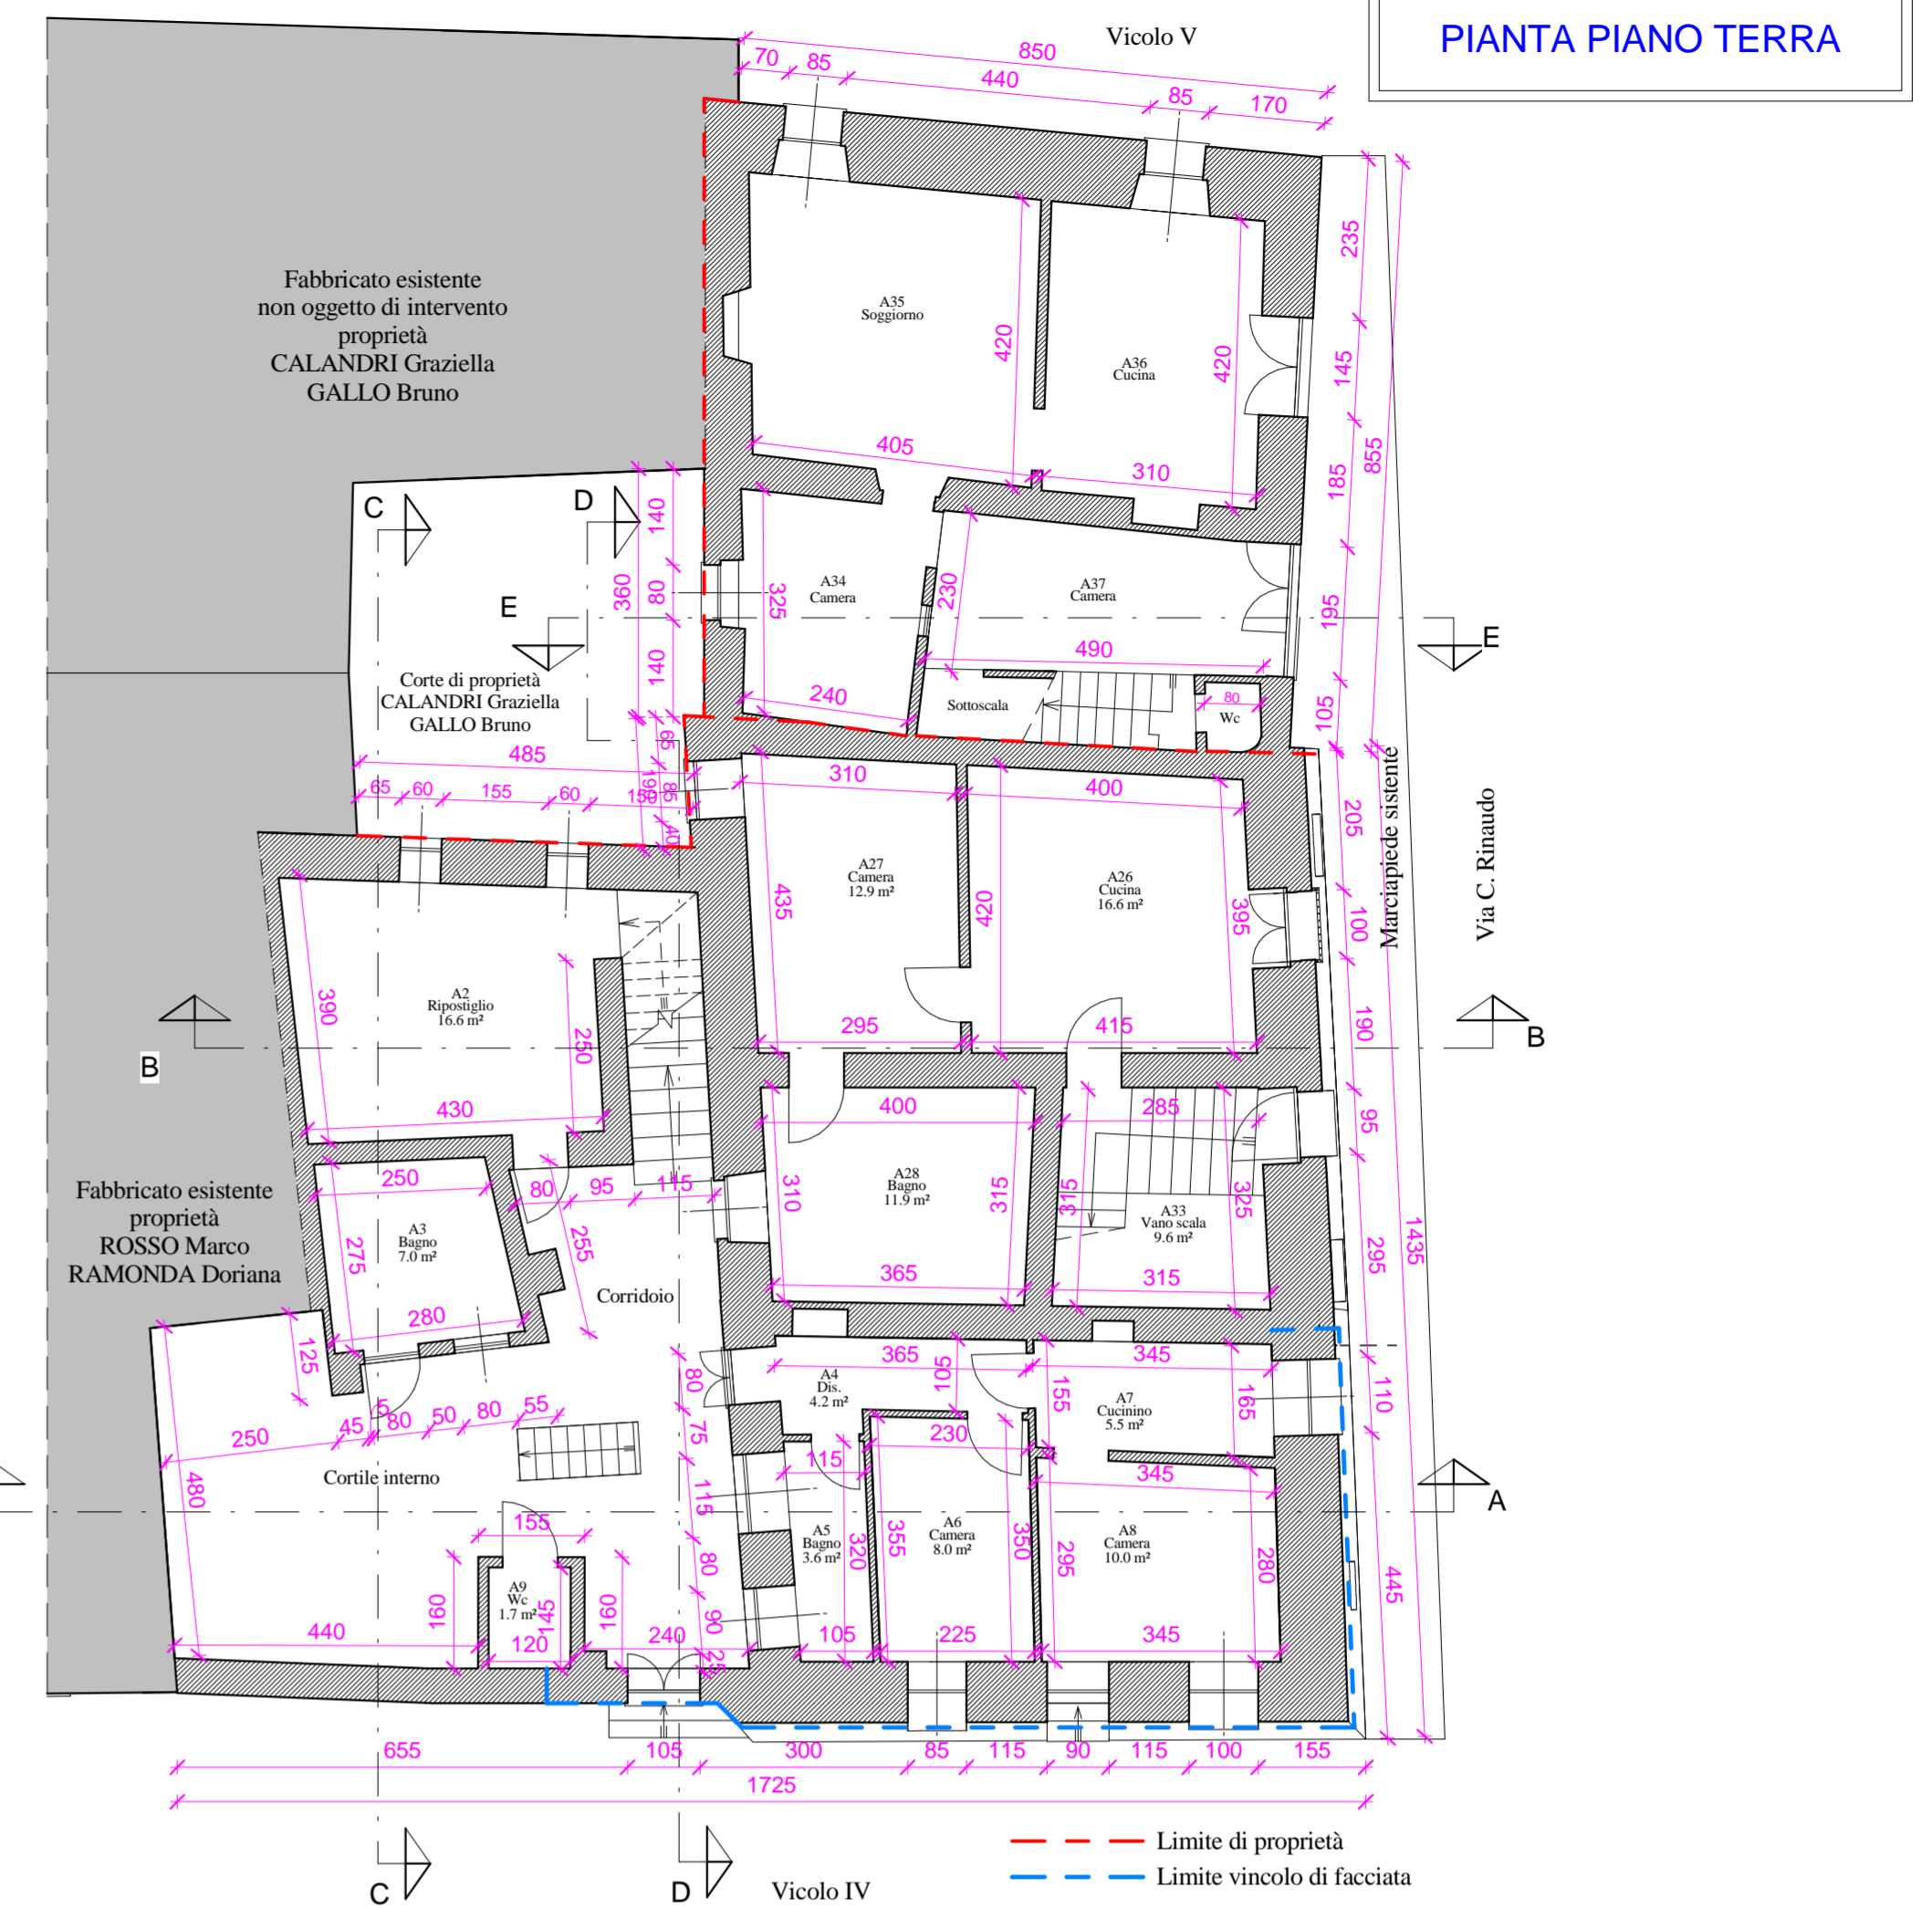 PIANTA PIANO TERRA
Vicolo V
850
70
85
440
85
170
Fabbricato esistente
non oggetto di intervento
proprietà
CALANDRI Graziella
GALLO Bruno
A35
Soggiorno
420
405
A36
Cucina
420
310
235
145
185
855
195
105
C
D
E
E
140
360
80
140
A34
Camera
325
240
A37
Camera
230
490
Sottoscala
80
Wc
Corte di proprietà
CALANDRI Graziella
GALLO Bruno
485
65
60
155
60
150
65
190
85
40
310
400
A27
Camera
12.9 m²
435
295
A26
Cucina
16.6 m²
420
395
415
205
100
190
Marciapiede sistente
Via C. Rinaudo
A2
Ripostiglio
16.6 m²
390
250
430
B
B
Fabbricato esistente
proprietà
ROSSO Marco
RAMONDA Doriana
250
A3
Bagno
7.0 m²
275
280
80
95
115
255
Corridoio
400
A28
Bagno
11.9 m²
310
315
365
285
315
A33
Vano scala
9.6 m²
325
315
95
295
1435
110
445
125
250
45
5
80
50
80
55
480
Cortile interno
155
A9
Wc
1.7 m²
160
145
160
440
120
240
80
75
115
80
90
25
365
A4
Dis.
4.2 m²
105
115
A5
Bagno
3.6 m²
320
105
230
A6
Camera
8.0 m²
355
350
225
345
155
A7
Cucinino
5.5 m²
165
345
A8
Camera
10.0 m²
295
280
345
A
655
105
300
85
115
90
115
100
155
1725
C
D
Vicolo IV
Limite di proprietà
Limite vincolo di facciata